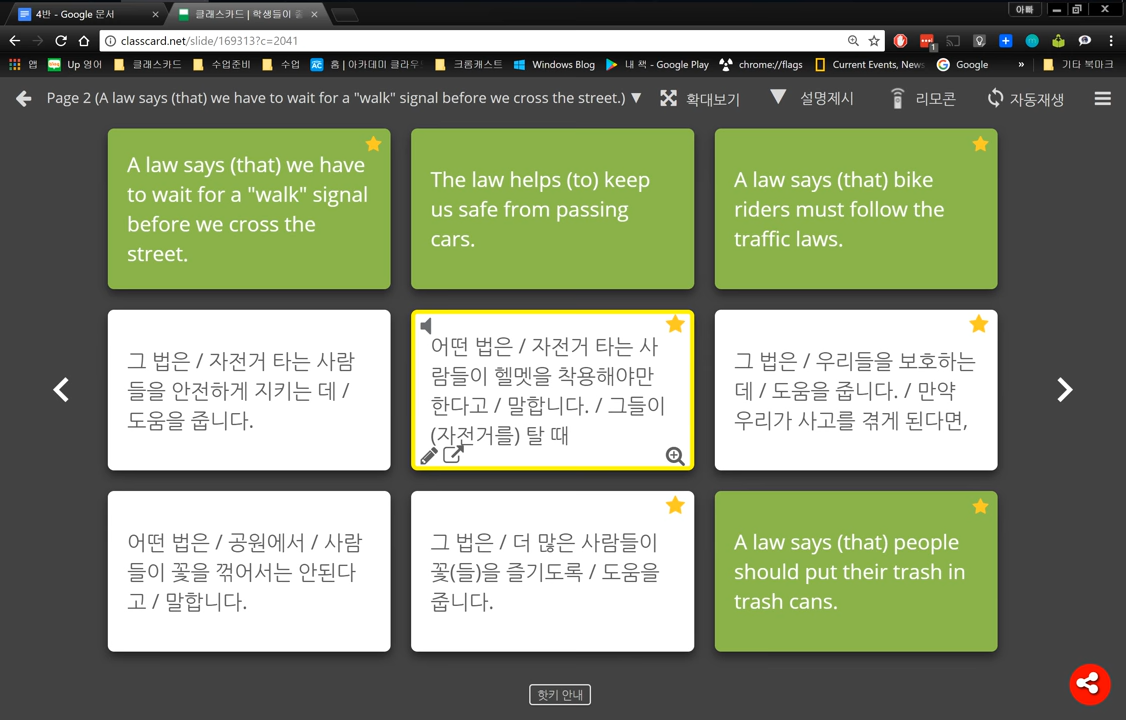 4반 - Google 문서
클래스카드 | 학생들이 좋
아빠
classcard.net/slide/169313?c=2041
1
앱 Up 영어 클래스카드 수업준비 수업 홈 | 아카데미 클라우 크롬캐스트 Windows Blog 내 책 - Google Play chrome://flags Current Events, News Google » 기타 북마크
Page 2 (A law says (that) we have to wait for a "walk" signal before we cross the street.) ▼ 확대보기 설명제시 리모콘 자동재생
A law says (that) we have
to wait for a "walk" signal
before we cross the
street.
The law helps (to) keep
us safe from passing
cars.
A law says (that) bike
riders must follow the
traffic laws.
그 법은 / 자전거 타는 사람
들을 안전하게 지키는 데 /
도움을 줍니다.
어떤 법은 / 자전거 타는 사
람들이 헬멧을 착용해야만
한다고 / 말합니다. / 그들이
(자전거를) 탈 때
그 법은 / 우리들을 보호하는
데 / 도움을 줍니다. / 만약
우리가 사고를 겪게 된다면,
어떤 법은 / 공원에서 / 사람
들이 꽃을 꺾어서는 안된다
고 / 말합니다.
그 법은 / 더 많은 사람들이
꽃(들)을 즐기도록 / 도움을
줍니다.
A law says (that) people
should put their trash in
trash cans.
핫키 안내